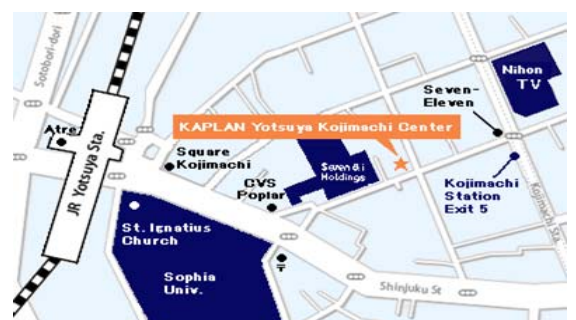 Sotobori-dori
Nihon
TV
Seven-
Eleven
KAPLAN Yotsuya Kojimachi Center
Atre
JR Yotsuya Sta.
Square
Kojimachi
Seven&i
Holdings
CVS
Poplar
Kojimachi
Station
Exit 5
Kojimachi Sta.
St. Ignatius
Church
〒
Sophia
Univ.
Shinjuku St